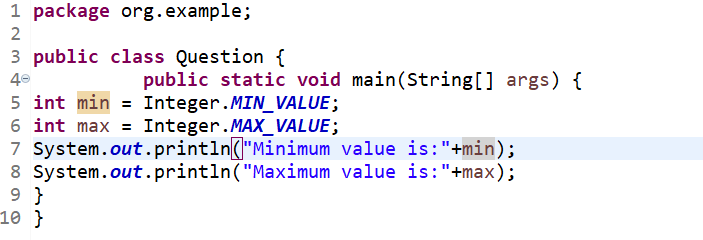 1 package org.example;
2
3 public class Question {
4 public static void main(String[] args) {
5 int min = Integer.MIN_VALUE;
6 int max = Integer.MAX_VALUE;
7 System.out.println("Minimum value is:"+min);
8 System.out.println("Maximum value is:"+max);
9 }
10 }